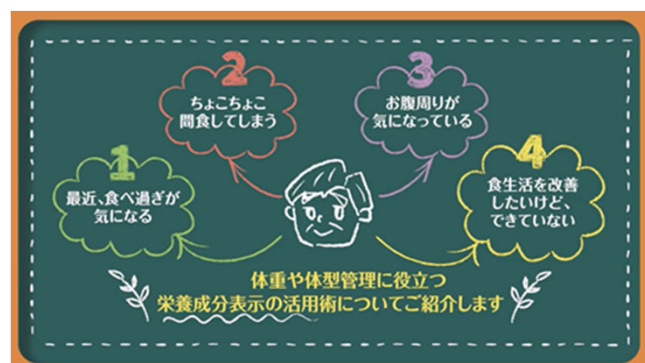 1
最近、食べ過ぎが
気になる
2
ちょこちょこ
間食してしまう
3
お腹周りが
気になっている
4
食生活を改善
したいけど、
できていない
体重や体型管理に役立つ
栄養成分表示の活用術についてご紹介します